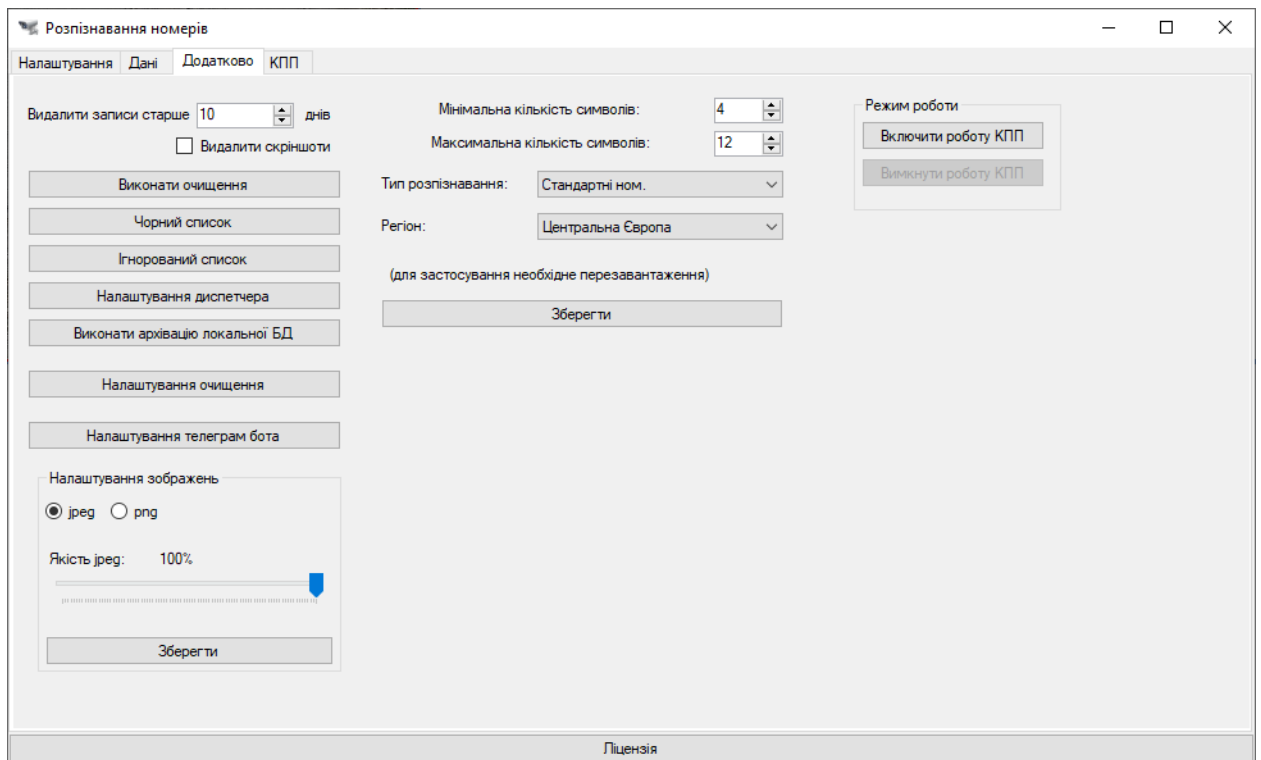 Розпізнавання номерів
Налаштування Дані Додатково КПП
Видалити записи старше 10 днів
Видалити скріншоти
Виконати очищення
Чорний список
Ігнорований список
Налаштування диспетчера
Виконати архівацію локальної БД
Налаштування очищення
Налаштування телеграм бота
Налаштування зображень
jpeg png
Якість jpeg: 100%
Зберегти
Мінімальна кількість символів: 4
Максимальна кількість символів: 12
Тип розпізнавання: Стандартні ном.
Регіон: Центральна Європа
(для застосування необхідне перезавантаження)
Зберегти
Режим роботи
Включити роботу КПП
Вимкнути роботу КПП
Ліцензія